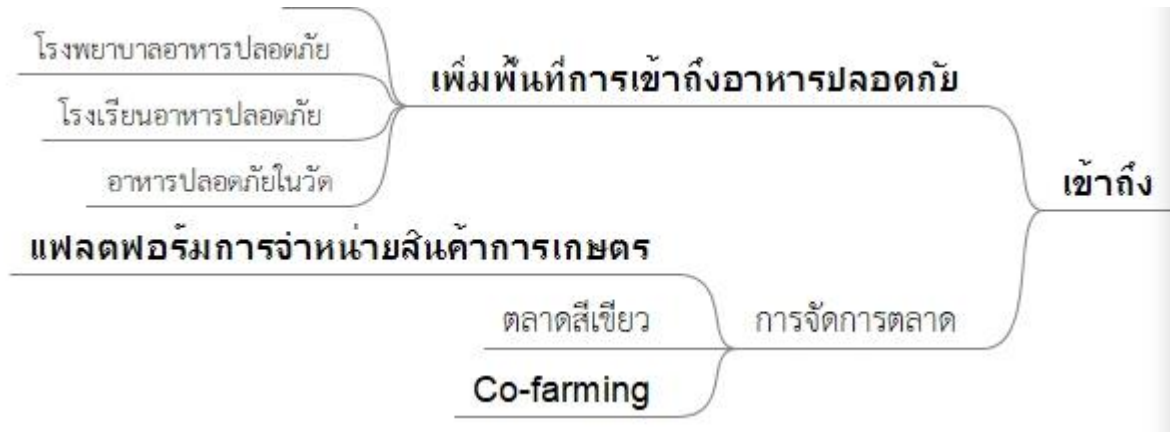 โรงพยาบาลอาหารปลอดภัย
เพิ่มพื้นที่การเข้าถึงอาหารปลอดภัย
โรงเรียนอาหารปลอดภัย
อาหารปลอดภัยในวัด
เข้าถึง
แฟลตฟอร์มการจำหน่ายสินค้าการเกษตร
ตลาดสีเขียว
การจัดการตลาด
Co-farming